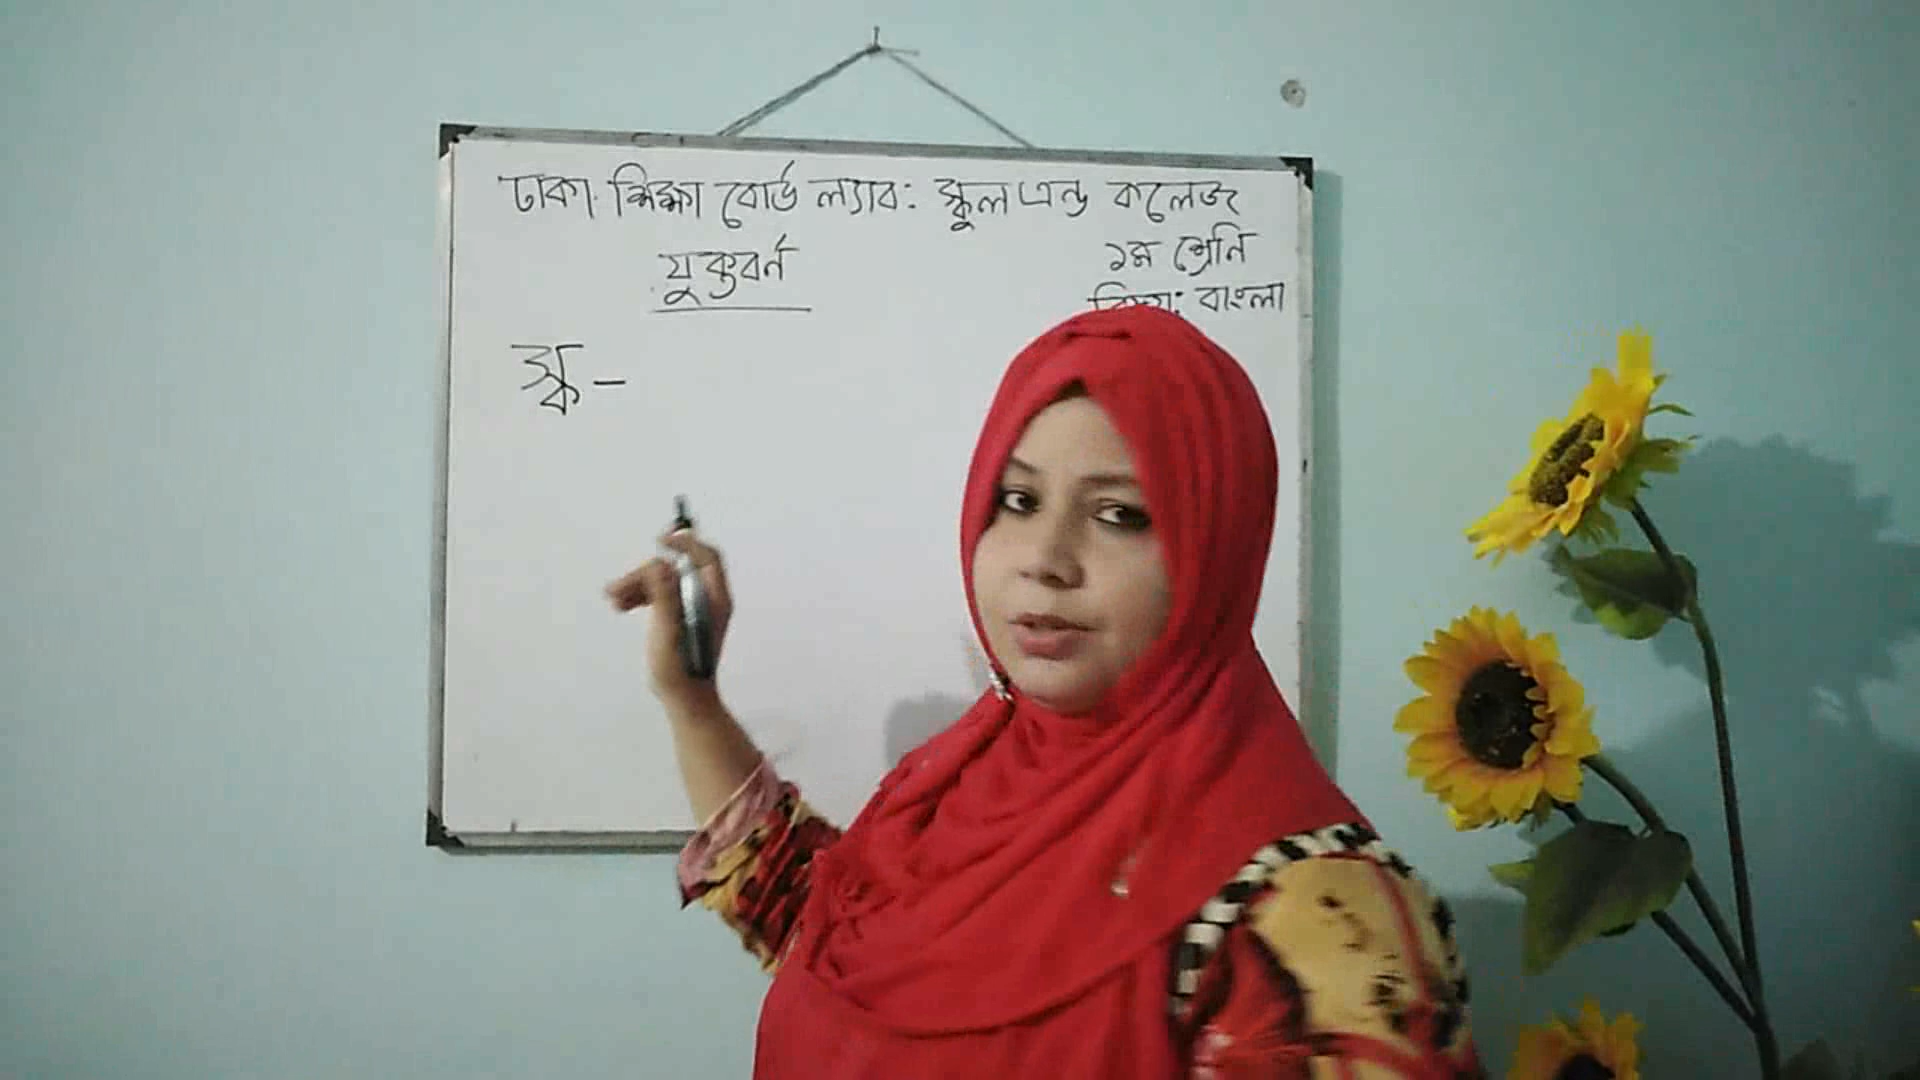 ঢাকা শিক্ষা বোর্ড ল্যাব: স্কুল এন্ড কলেজ
যুক্তবর্ন
১ম শ্রেনি
বাংলা
স্ক –